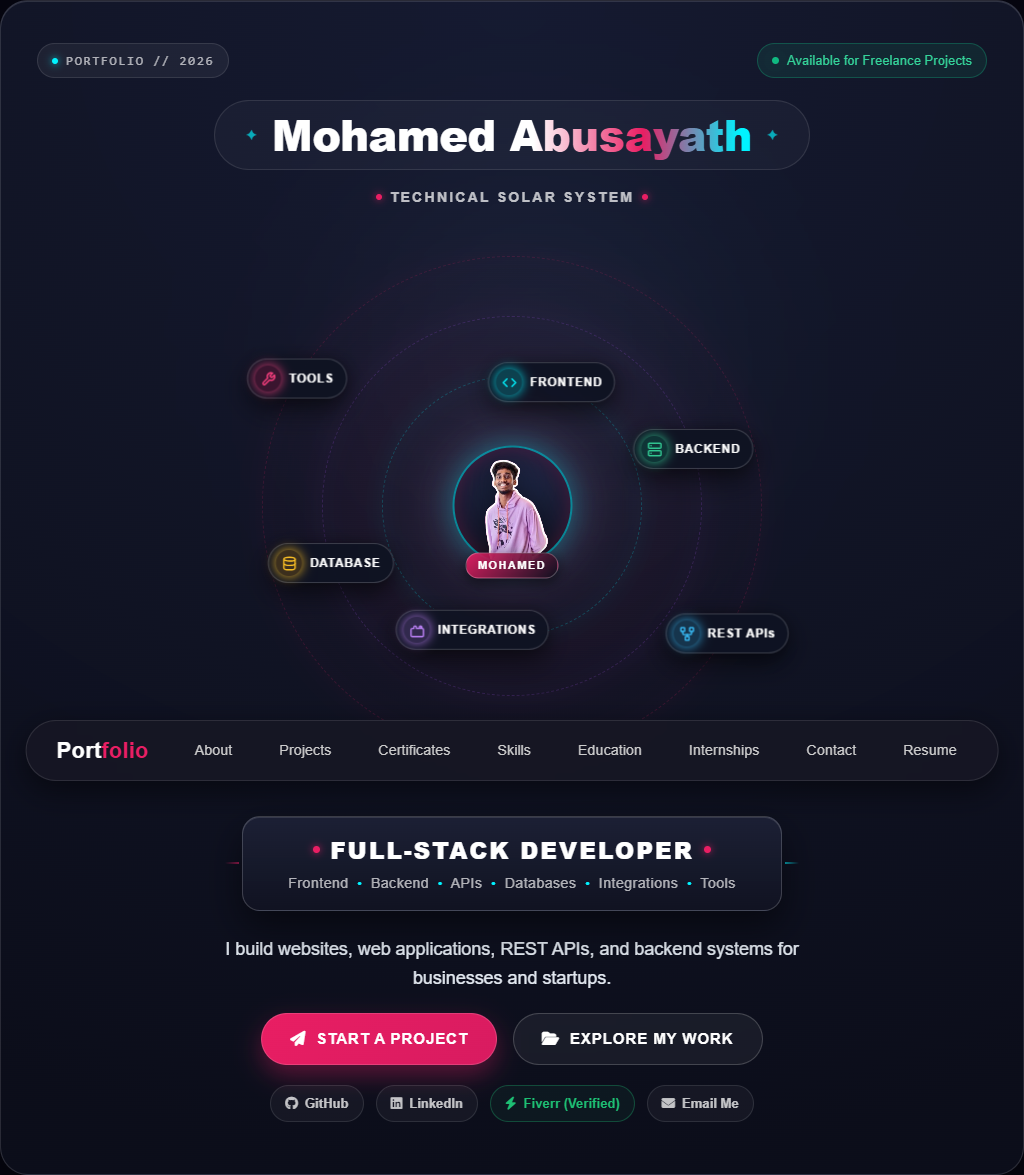 PORTFOLIO // 2026
Available for Freelance Projects
Mohamed Abusayath
TECHNICAL SOLAR SYSTEM
TOOLS
FRONTEND
BACKEND
MOHAMED
DATABASE
INTEGRATIONS
REST APIs
Portfolio About Projects Certificates Skills Education Internships Contact Resume
FULL-STACK DEVELOPER
Frontend • Backend • APIs • Databases • Integrations • Tools
I build websites, web applications, REST APIs, and backend systems for
businesses and startups.
START A PROJECT EXPLORE MY WORK
GitHub LinkedIn Fiverr (Verified) Email Me